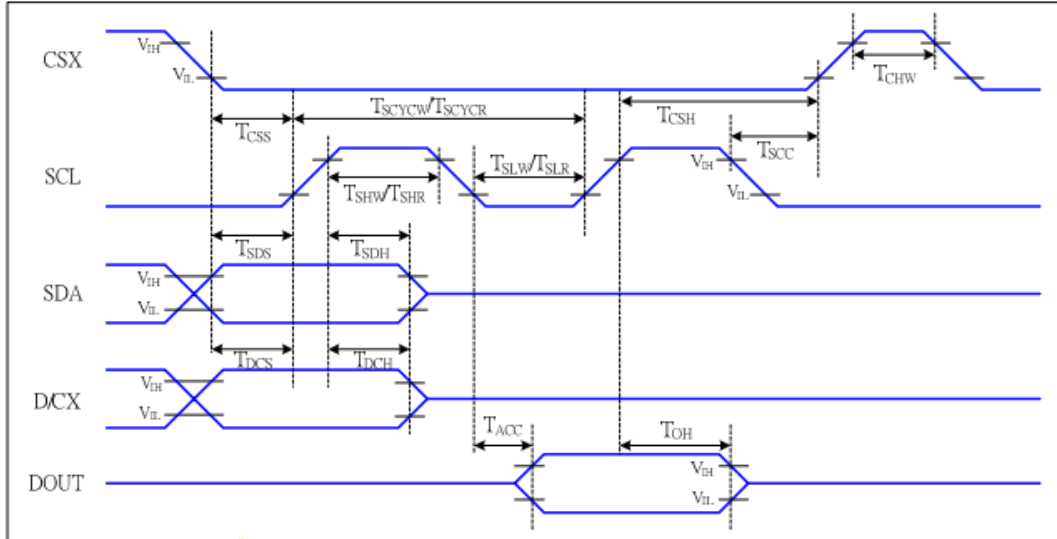 CSX
VIH
VIL
TCHW
TCSS
TSCYCW/TSCYCR
TCSH
TSCC
SCL
TSHW/TSHR
TSLW/TSLR
VIH
VIL
TSDS
TSDH
SDA
VIH
VIL
TDCS
TDCH
D/CX
VIH
VIL
TACC
TOH
DOUT
VIH
VIL